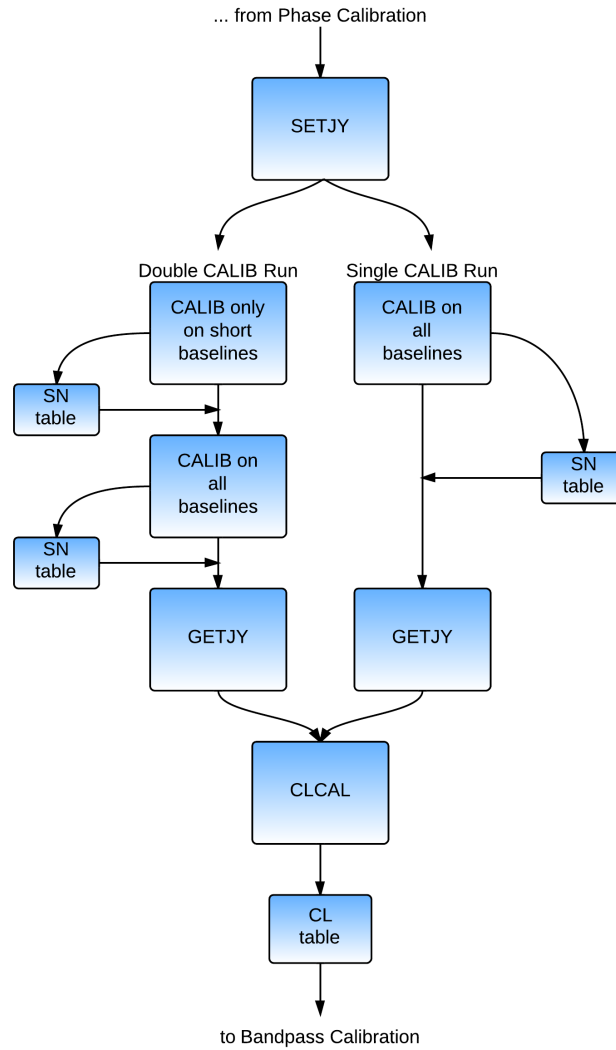 ... from Phase Calibration
SETJY
Double CALIB Run
Single CALIB Run
CALIB only
on short
baselines
CALIB on
all
baselines
SN
table
CALIB on
all
baselines
SN
table
SN
table
GETJY
GETJY
CLCAL
CL
table
to Bandpass Calibration